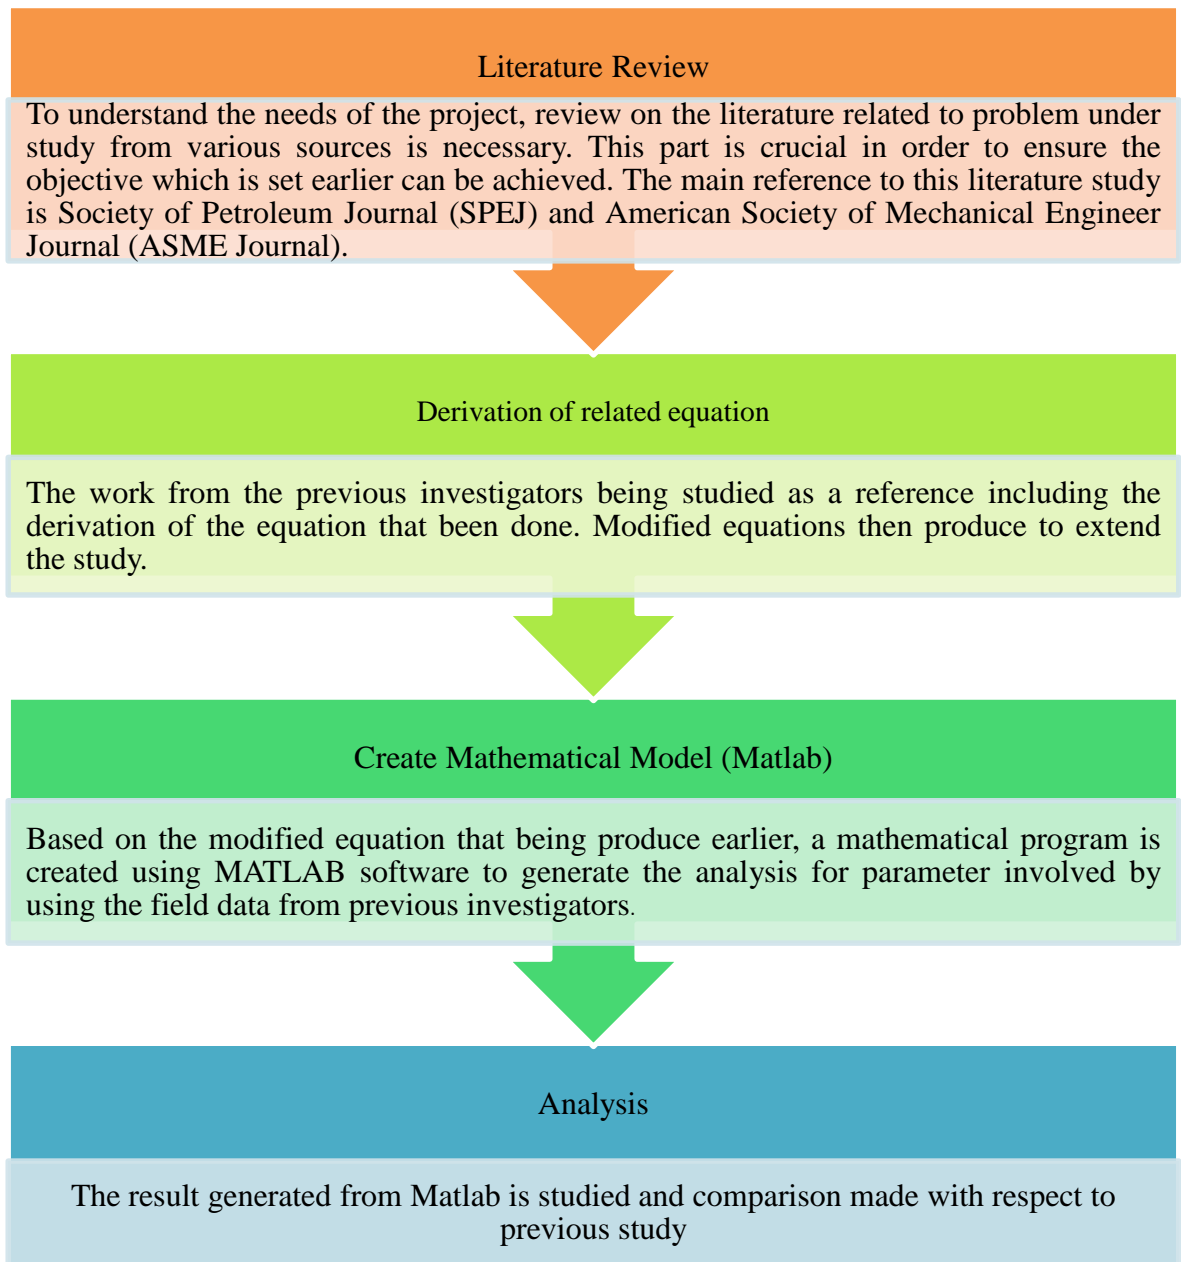 Literature Review
To understand the needs of the project, review on the literature related to problem under
study from various sources is necessary. This part is crucial in order to ensure the
objective which is set earlier can be achieved. The main reference to this literature study
is Society of Petroleum Journal (SPEJ) and American Society of Mechanical Engineer
Journal (ASME Journal).
Derivation of related equation
The work from the previous investigators being studied as a reference including the
derivation of the equation that been done. Modified equations then produce to extend
the study.
Create Mathematical Model (Matlab)
Based on the modified equation that being produce earlier, a mathematical program is
created using MATLAB software to generate the analysis for parameter involved by
using the field data from previous investigators.
Analysis
The result generated from Matlab is studied and comparison made with respect to
previous study